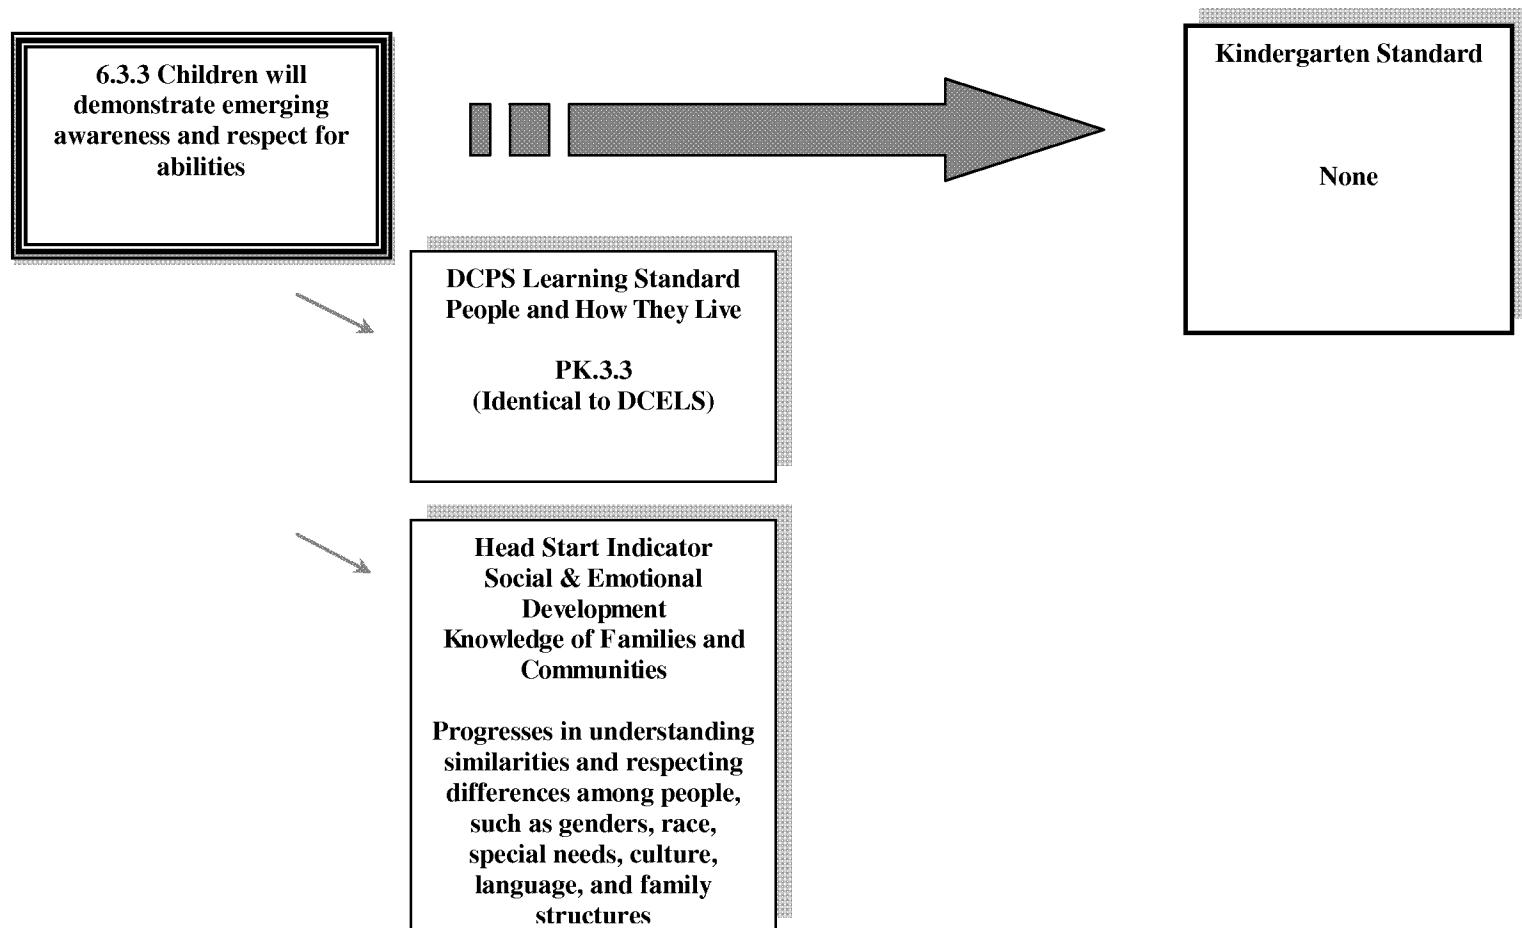 6.3.3 Children will
demonstrate emerging
awareness and respect for
abilities
Kindergarten Standard
None
DCPS Learning Standard
People and How They Live
PK.3.3
(Identical to DCELS)
Head Start Indicator
Social & Emotional
Development
Knowledge of Families and
Communities
Progresses in understanding
similarities and respecting
differences among people,
such as genders, race,
special needs, culture,
language, and family
structures